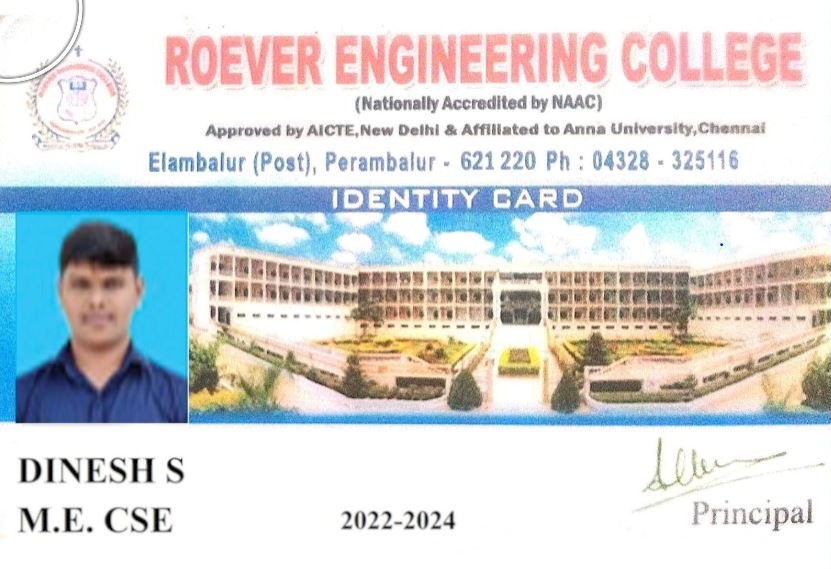 ROEVER ENGINEERING COLLEGE
(Nationally Accredited by NAAC)
Approved by AICTE,New Delhi & Affiliated to Anna University,Chennai
Elambalur (Post), Perambalur - 621 220 Ph : 04328 - 325116
IDENTITY CARD
DINESH S
M.E. CSE
2022-2024
Principal